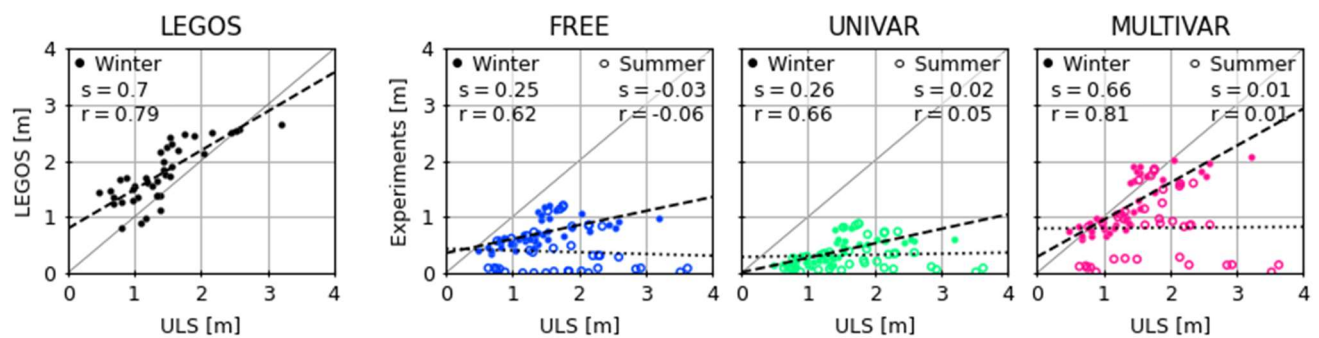 LEGOS
FREE
UNIVAR
MULTIVAR
LEGOS [m]
4
3
2
1
0
Winter
s = 0.7
r = 0.79
0 1 2 3 4
ULS [m]
Experiments [m]
4
3
2
1
0
Winter Summer
s = 0.25 s = -0.03
r = 0.62 r = -0.06
0 1 2 3 4
ULS [m]
Winter Summer
s = 0.26 s = 0.02
r = 0.66 r = 0.05
0 1 2 3 4
ULS [m]
Winter Summer
s = 0.66 s = 0.01
r = 0.81 r = 0.01
0 1 2 3 4
ULS [m]